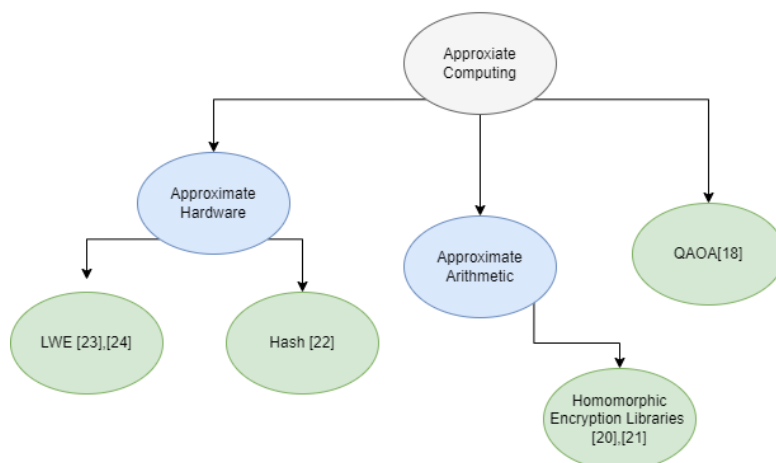 Approxiate
Computing
Approximate
Hardware
Approximate
Arithmetic
QAOA[18]
LWE [23],[24]
Hash [22]
Homomorphic
Encryption Libraries
[20],[21]